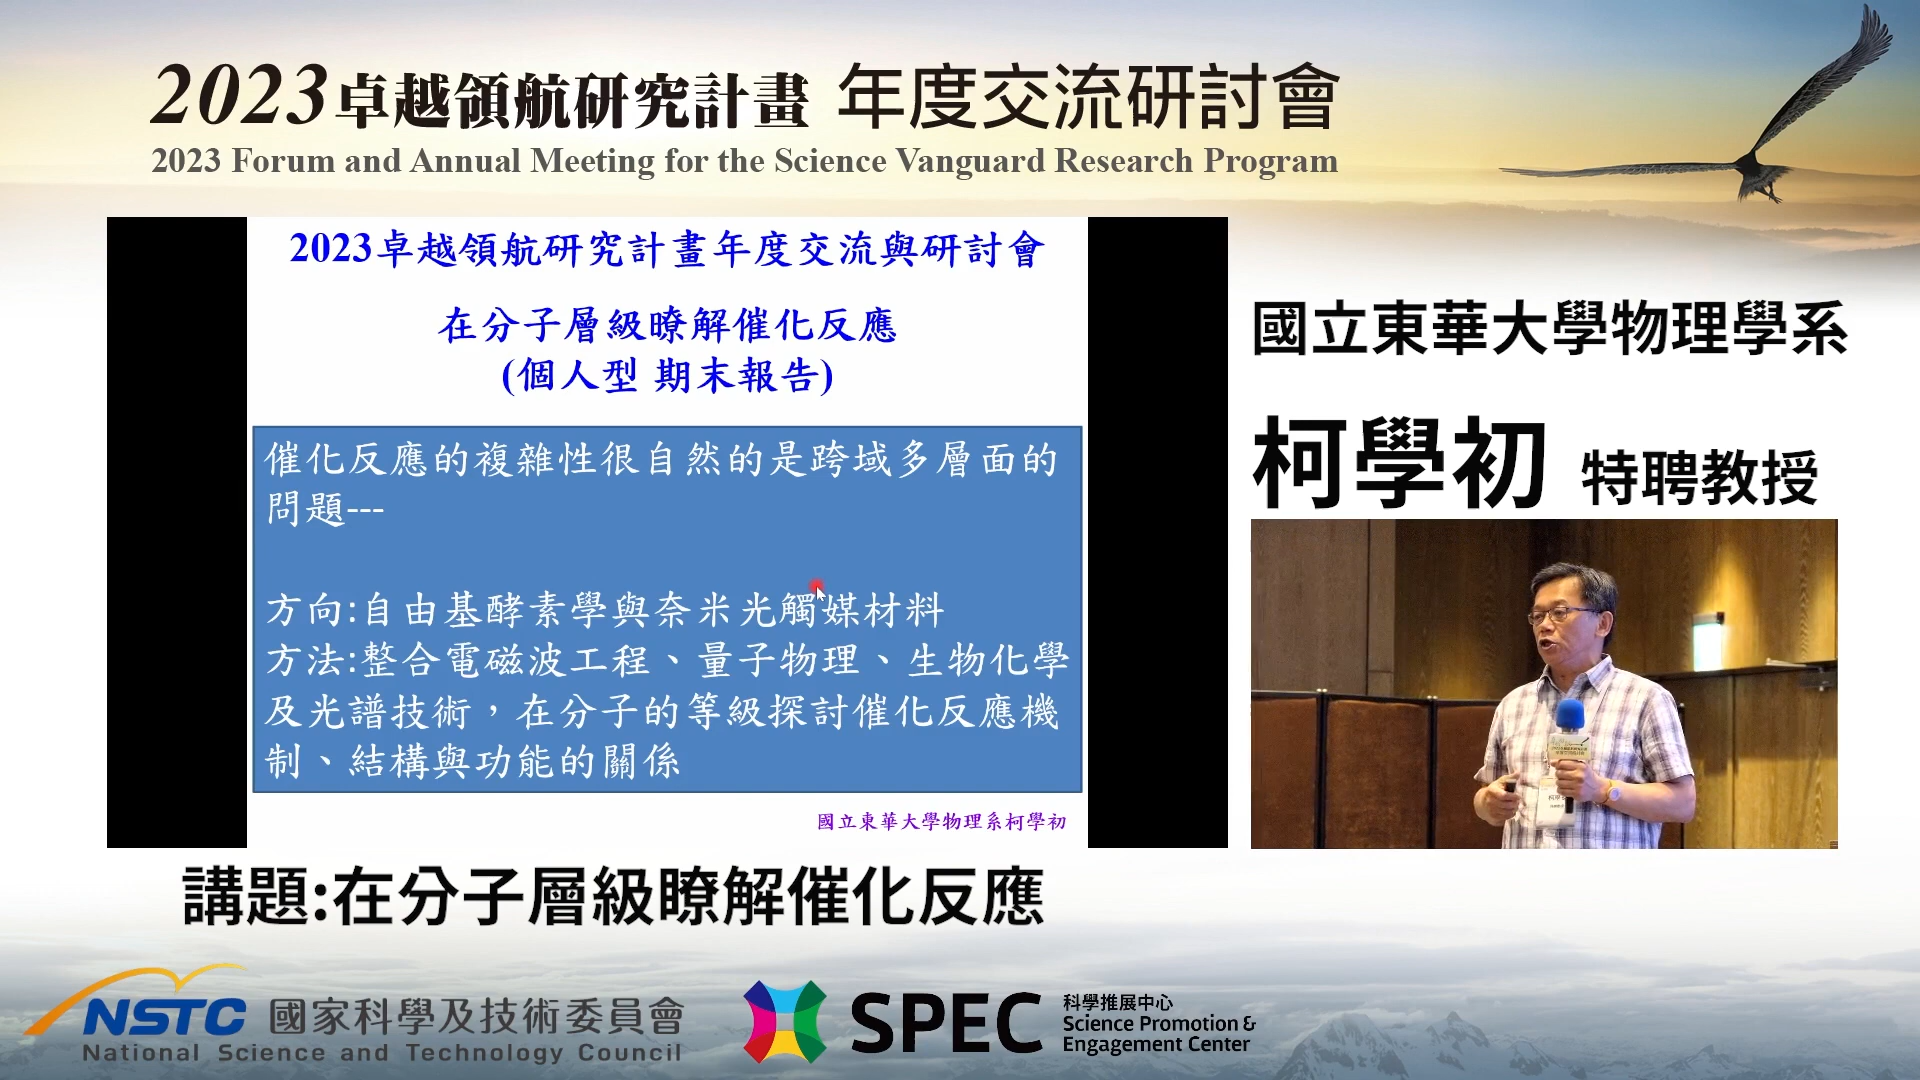 2023卓越領航研究計畫 年度交流研討會
2023 Forum and Annual Meeting for the Science Vanguard Research Program
2023卓越領航研究計畫年度交流與研討會
在分子層級瞭解催化反應
(個人型 期末報告)
催化反應的複雜性很自然的是跨域多層面的
問題---
方向:自由基酵素學與奈米光觸媒材料
方法:整合電磁波工程、量子物理、生物化學
及光譜技術，在分子的等級探討催化反應機
制、結構與功能的關係
國立東華大學物理系柯學初
國立東華大學物理學系
柯學初 特聘教授
講題:在分子層級瞭解催化反應
NSTC 國家科學及技術委員會
National Science and Technology Council
SPEC 科學推展中心
Science Promotion &
Engagement Center